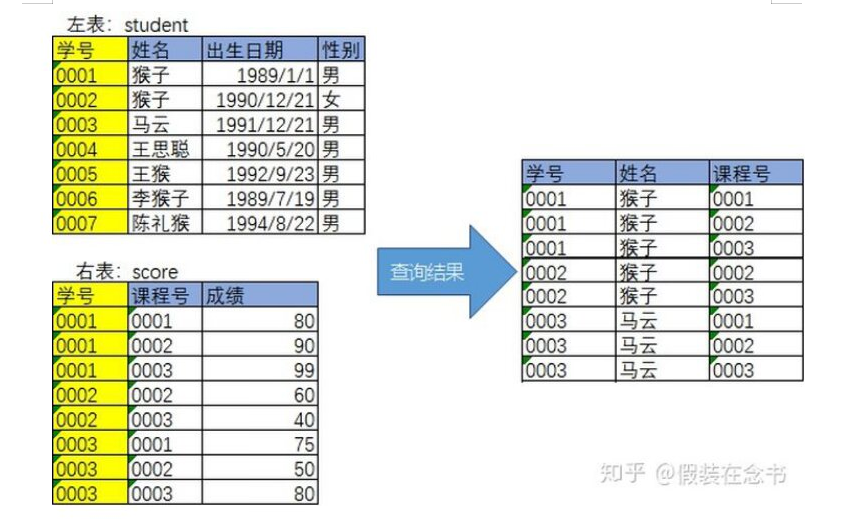 左表：student
学号 姓名 出生日期 性别
0001 猴子 1989/1/1 男
0002 猴子 1990/12/21 女
0003 马云 1991/12/21 男
0004 王思聪 1990/5/20 男
0005 王猴 1992/9/23 男
0006 李猴子 1989/7/19 男
0007 陈礼猴 1994/8/22 男
右表：score
学号 课程号 成绩
0001 0001 80
0001 0002 90
0001 0003 99
0002 0002 60
0002 0003 40
0003 0001 75
0003 0002 50
0003 0003 80
查询结果
学号 姓名 课程号
0001 猴子 0001
0001 猴子 0002
0001 猴子 0003
0002 猴子 0002
0002 猴子 0003
0003 马云 0001
0003 马云 0002
0003 马云 0003
知乎 @假装在念书